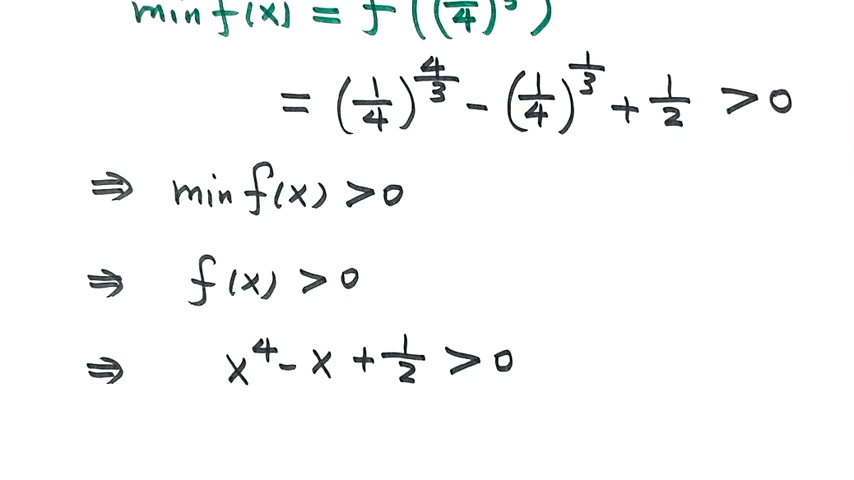 min f(x) = f((1/4)^(1/3))
= (1/4)^(4/3) - (1/4)^(1/3) + 1/2 > 0
⇒ min f(x) > 0
⇒ f(x) > 0
⇒ x^4 - x + 1/2 > 0